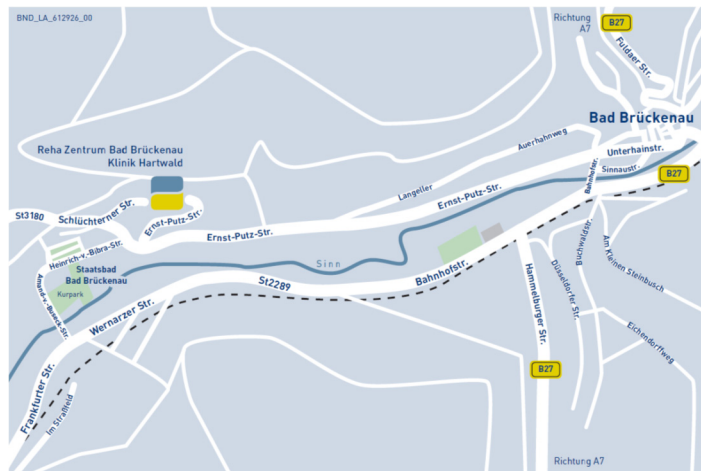 BND_LA_612926_00
Richtung
A7
B27
Fuldaer Str.
Bad Brückenau
Reha Zentrum Bad Brückenau
Klinik Hartwald
Auerhahnweg
Unterhainstr.
Sinnaustr.
B27
Langeller
Ernst-Putz-Str.
Bahnhofstr.
St3180
Schlüchterner Str.
Ernst-Putz-Str.
Ernst-Putz-Str.
Heinrich-v.-Bibra-Str.
Staatsbad
Bad Brückenau
Kurpark
Amand-v.-Buseck-Str.
Sinn
St2289
Bahnhofstr.
Wernarzer Str.
Hammelburger Str.
Düsseldorfer Str.
Buchwaldstr.
Am Kleinen Steinbusch
Eichendorffweg
B27
Frankfurter Str.
Im Straßfeld
Richtung A7